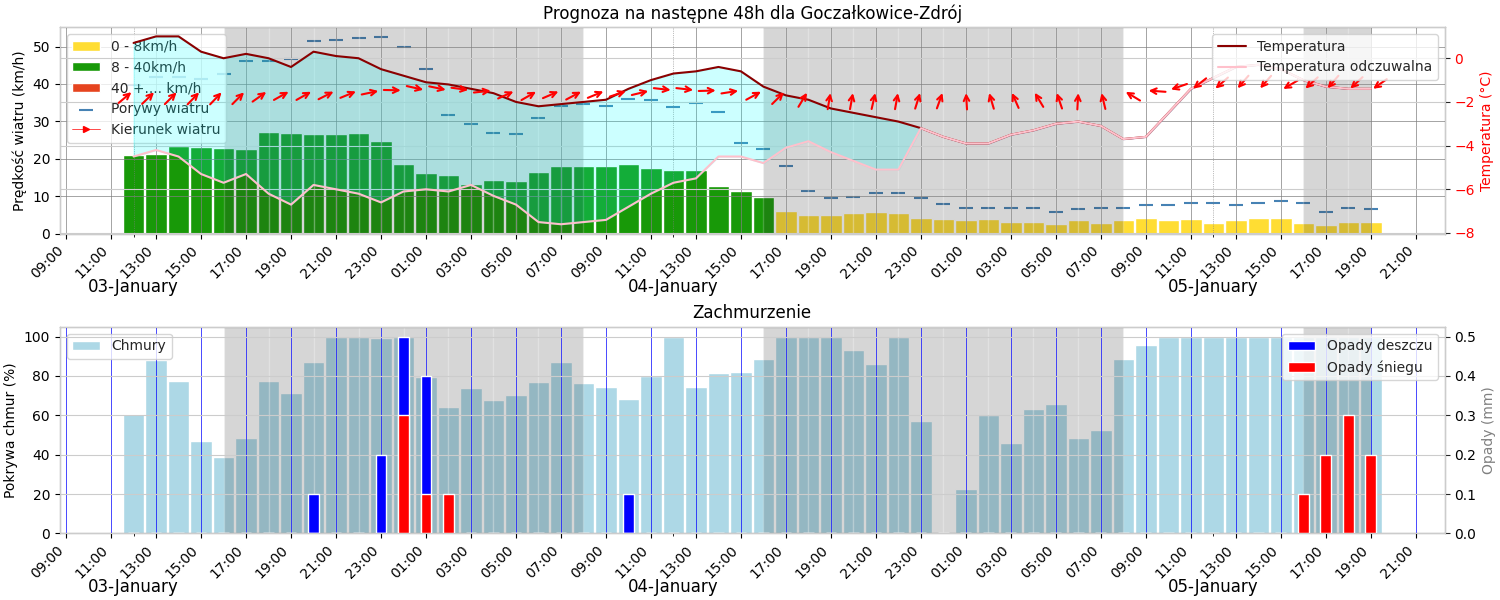 Prognoza na następne 48h dla Goczałkowice-Zdrój
Prędkość wiatru (km/h)
50
40
30
20
10
0
0 - 8km/h
8 - 40km/h
40 +.... km/h
Porywy wiatru
Kierunek wiatru
Temperatura
Temperatura odczuwalna
0
−2
−4
−6
−8
Temperatura (°C)
09:00 11:00 13:00 15:00 17:00 19:00 21:00 23:00 01:00 03:00 05:00 07:00 09:00 11:00 13:00 15:00 17:00 19:00 21:00 23:00 01:00 03:00 05:00 07:00 09:00 11:00 13:00 15:00 17:00 19:00 21:00
03-January 04-January 05-January
Zachmurzenie
Pokrywa chmur (%)
100
80
60
40
20
0
Chmury
Opady deszczu
Opady śniegu
0.5
0.4
0.3
0.2
0.1
0.0
Opady (mm)
09:00 11:00 13:00 15:00 17:00 19:00 21:00 23:00 01:00 03:00 05:00 07:00 09:00 11:00 13:00 15:00 17:00 19:00 21:00 23:00 01:00 03:00 05:00 07:00 09:00 11:00 13:00 15:00 17:00 19:00 21:00
03-January 04-January 05-January